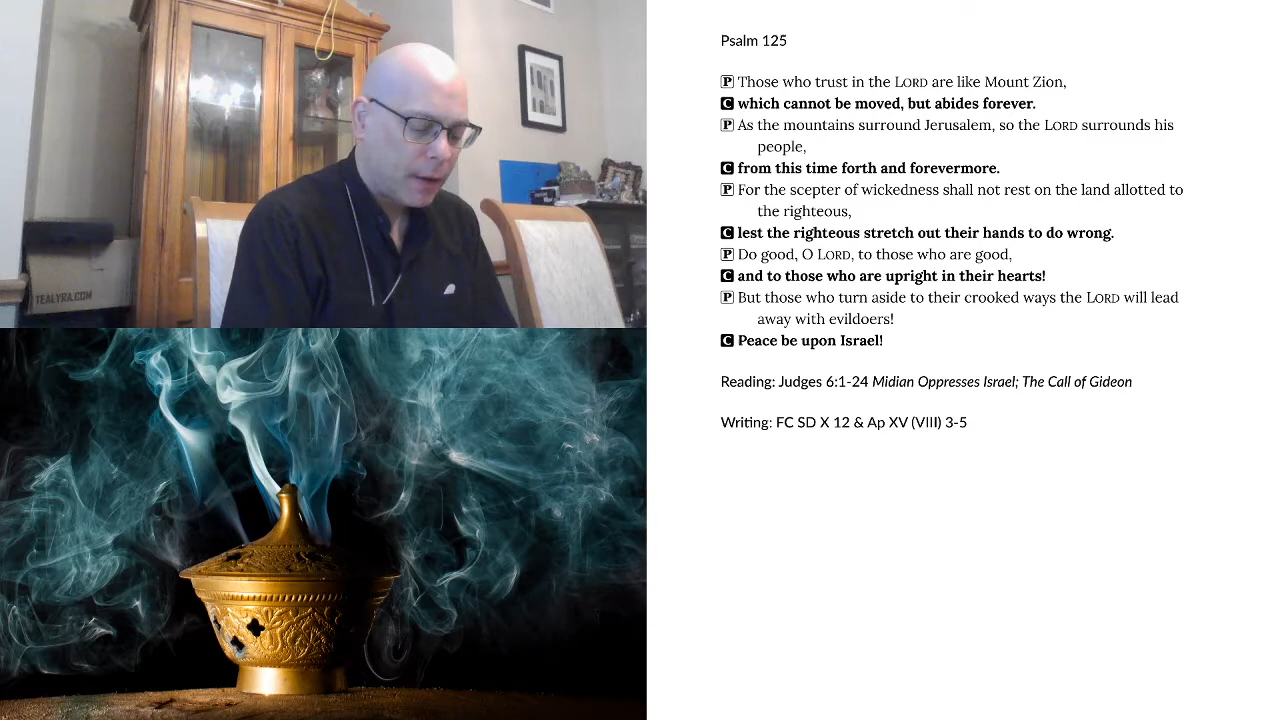 Psalm 125
P Those who trust in the LORD are like Mount Zion,
C which cannot be moved, but abides forever.
P As the mountains surround Jerusalem, so the LORD surrounds his
people,
C from this time forth and forevermore.
P For the scepter of wickedness shall not rest on the land allotted to
the righteous,
C lest the righteous stretch out their hands to do wrong.
P Do good, O LORD, to those who are good,
C and to those who are upright in their hearts!
P But those who turn aside to their crooked ways the LORD will lead
away with evildoers!
C Peace be upon Israel!
Reading: Judges 6:1-24 Midian Oppresses Israel; The Call of Gideon
Writing: FC SD X 12 & Ap XV (VIII) 3-5
TEALYRA.COM